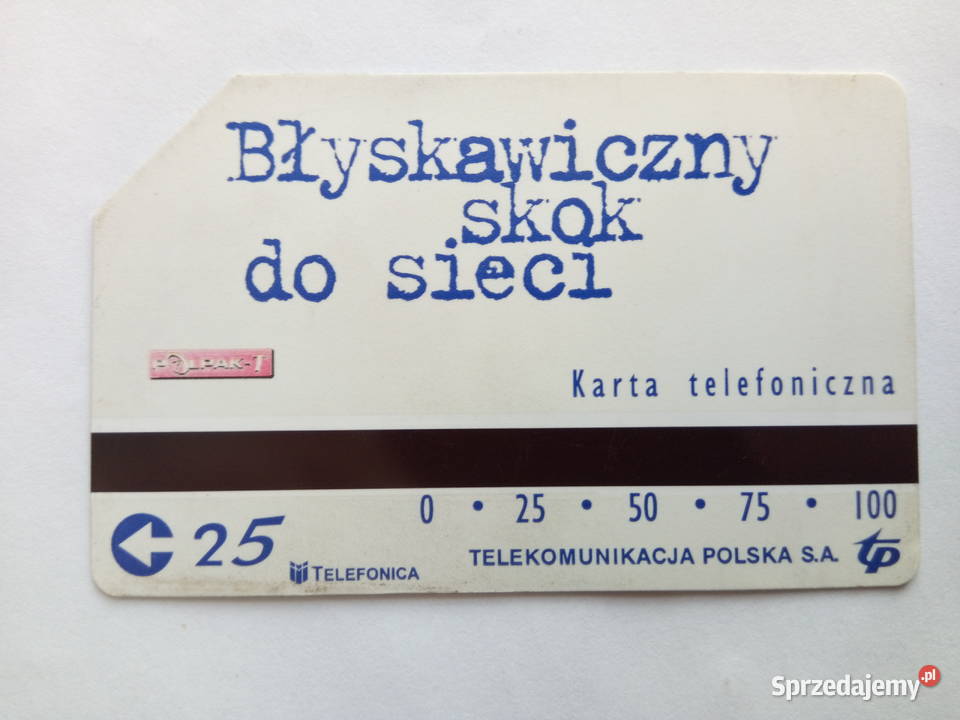 Błyskawiczny
skok
do sieci
POLPAK-T
Karta telefoniczna
0 • 25 • 50 • 75 • 100
25
TELEFONICA
TELEKOMUNIKACJA POLSKA S.A. tp
Sprzedajemy.pl